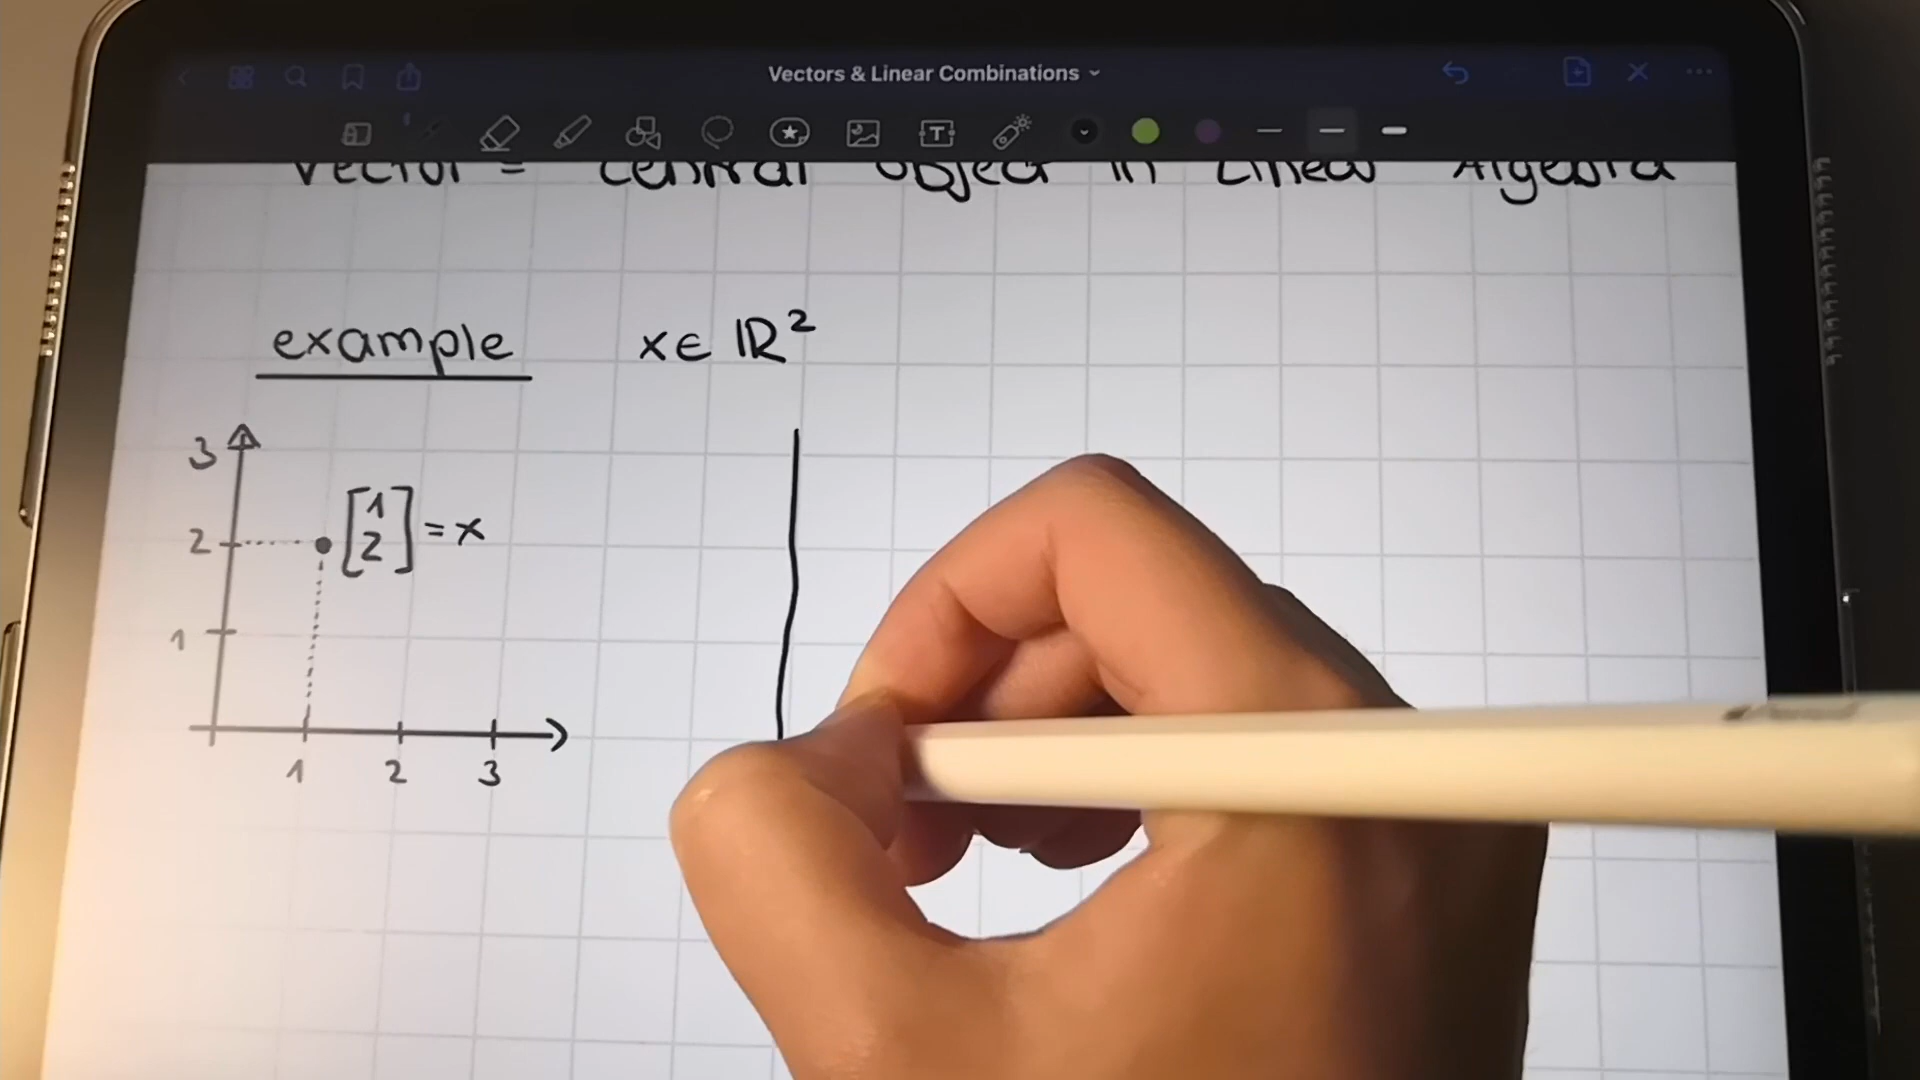 Vectors & Linear Combinations
T
Vector = central object in Linear Algebra
example x ∈ ℝ²
3
[1 2] = x
2
1
1 2 3